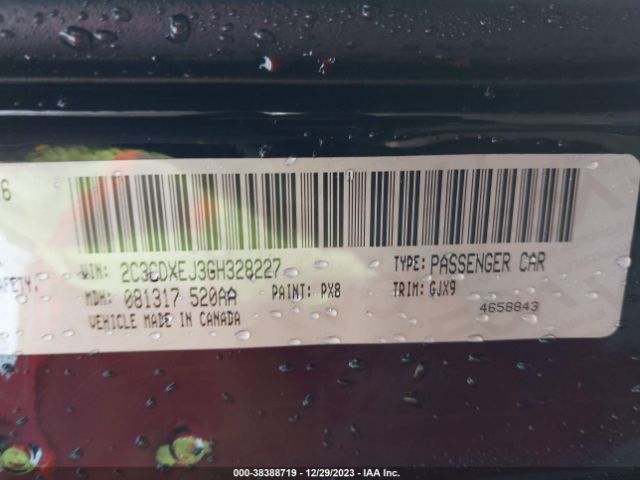 6
VIN: 2C3CDXEJ3GH328227 TYPE: PASSENGER CAR
SAFETY.
MDH: 081317 520AA PAINT: PX8 TRIM: GJX9
VEHICLE MADE IN CANADA 4658843
000-38388719 • 12/29/2023 • IAA Inc.